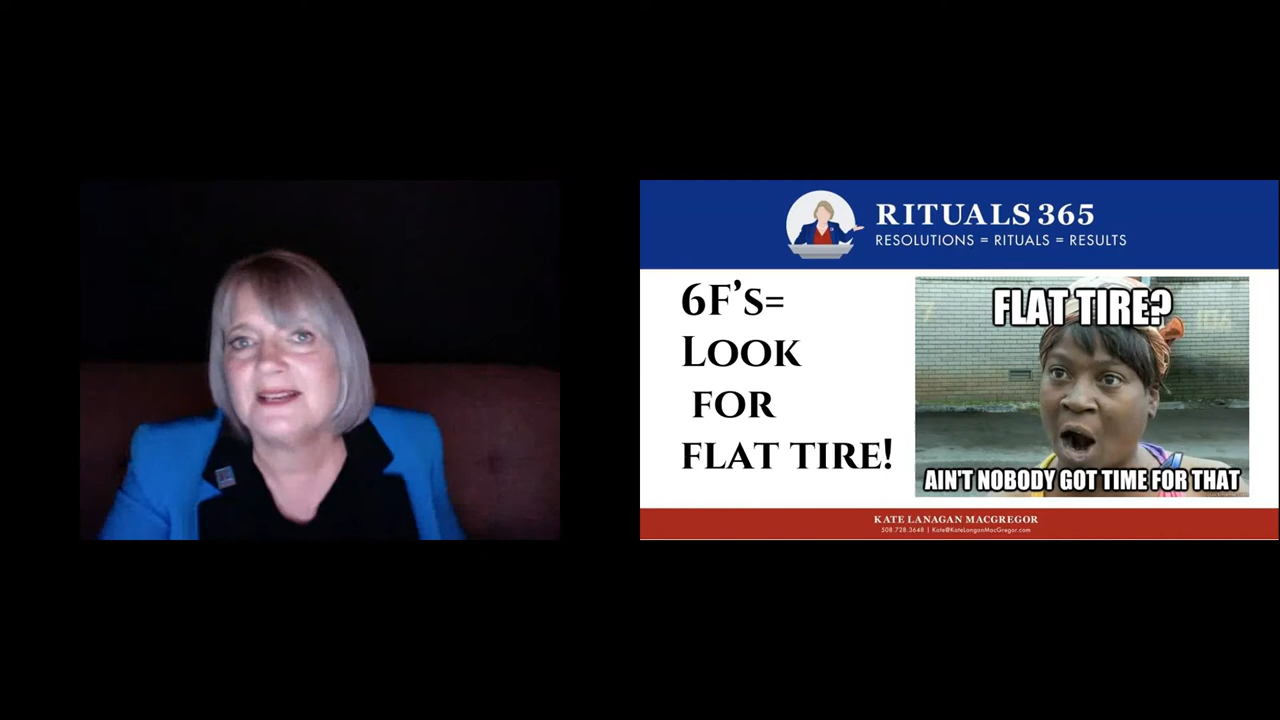 RITUALS 365
RESOLUTIONS = RITUALS = RESULTS
6F's=
LOOK
FOR
FLAT TIRE!
FLAT TIRE?
AIN'T NOBODY GOT TIME FOR THAT
KATE LANAGAN MACGREGOR
508.728.3648 | Kate@KateLanganMacGregor.com